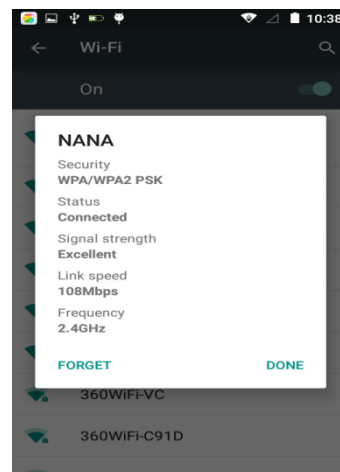 10:38
Wi-Fi
On
NANA
Security
WPA/WPA2 PSK
Status
Connected
Signal strength
Excellent
Link speed
108Mbps
Frequency
2.4GHz
FORGET DONE
360WiFi-VC
360WiFi-C91D